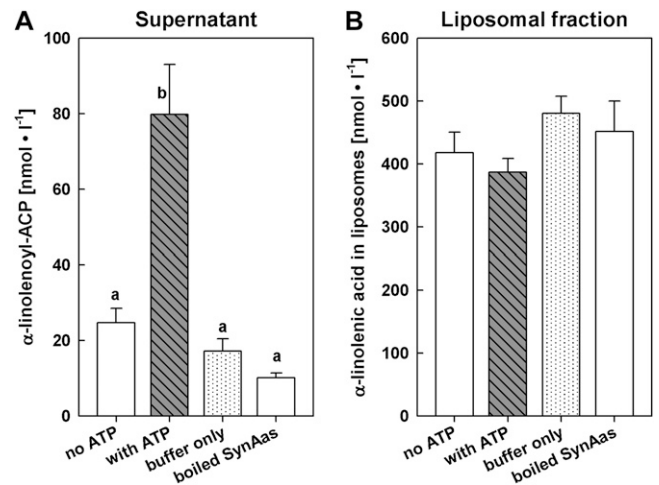 A
Supernatant
α-linolenoyl-ACP [nmol • l⁻¹]
100
80
60
40
20
0
a
b
a
a
no ATP
with ATP
buffer only
boiled SynAas
B
Liposomal fraction
α-linolenic acid in liposomes [nmol • l⁻¹]
600
500
400
300
200
100
0
no ATP
with ATP
buffer only
boiled SynAas